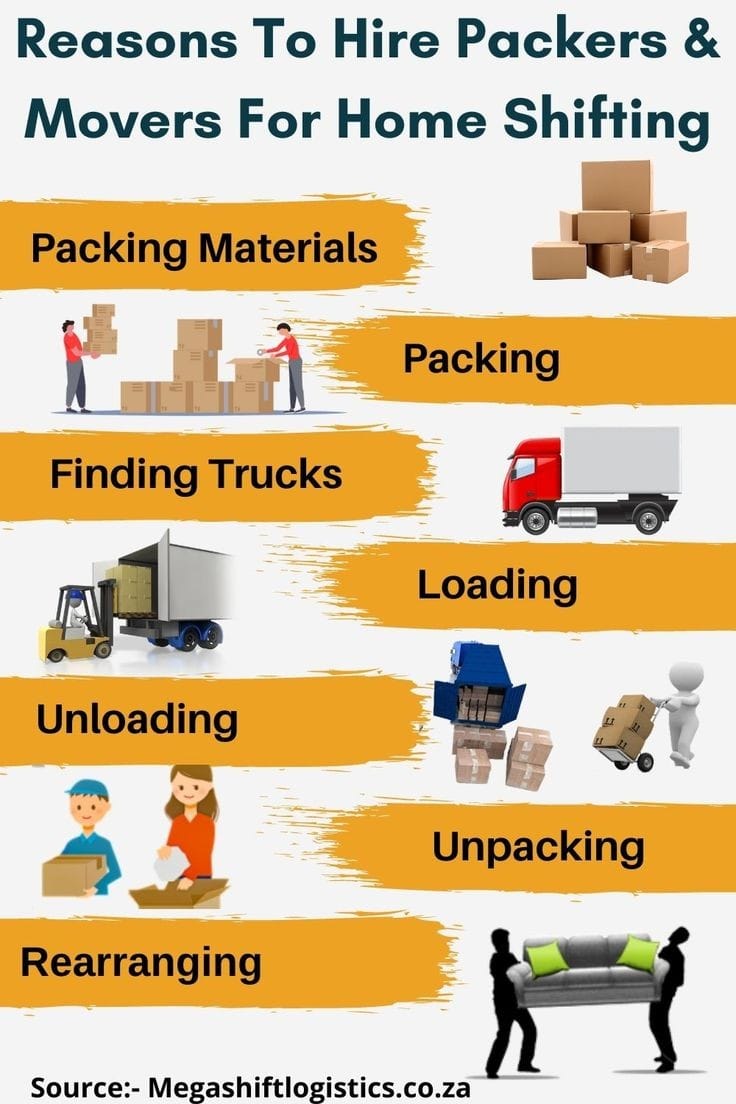 Reasons To Hire Packers &
Movers For Home Shifting
Packing Materials
Packing
Finding Trucks
Loading
Unloading
Unpacking
Rearranging
Source:- Megashiftlogistics.co.za